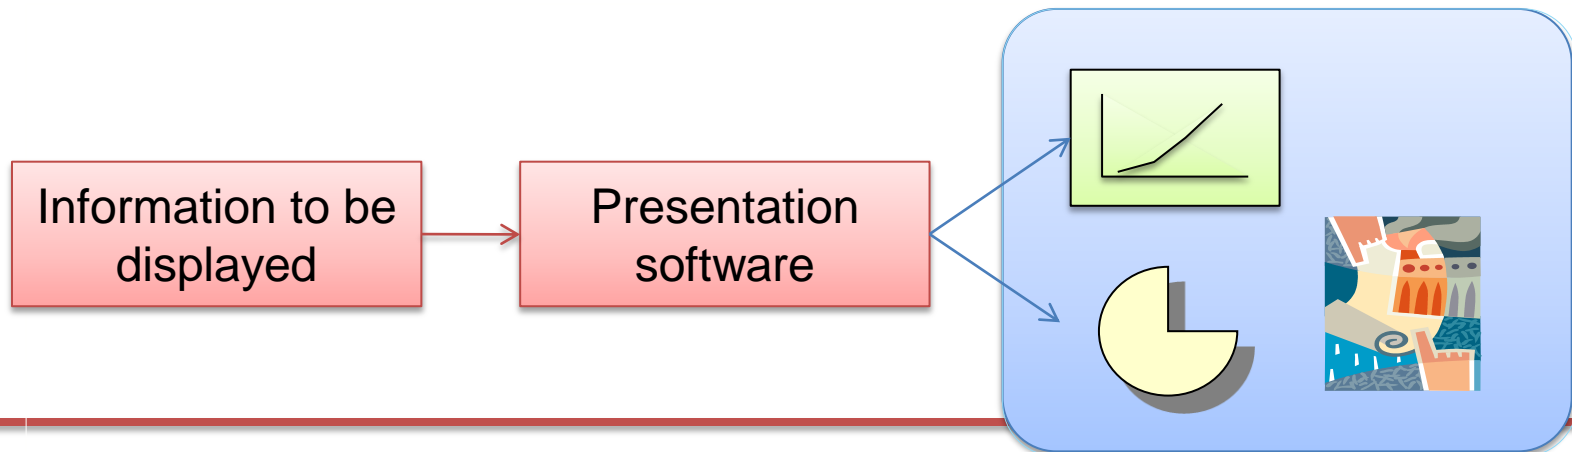 Information to be
displayed
Presentation
software